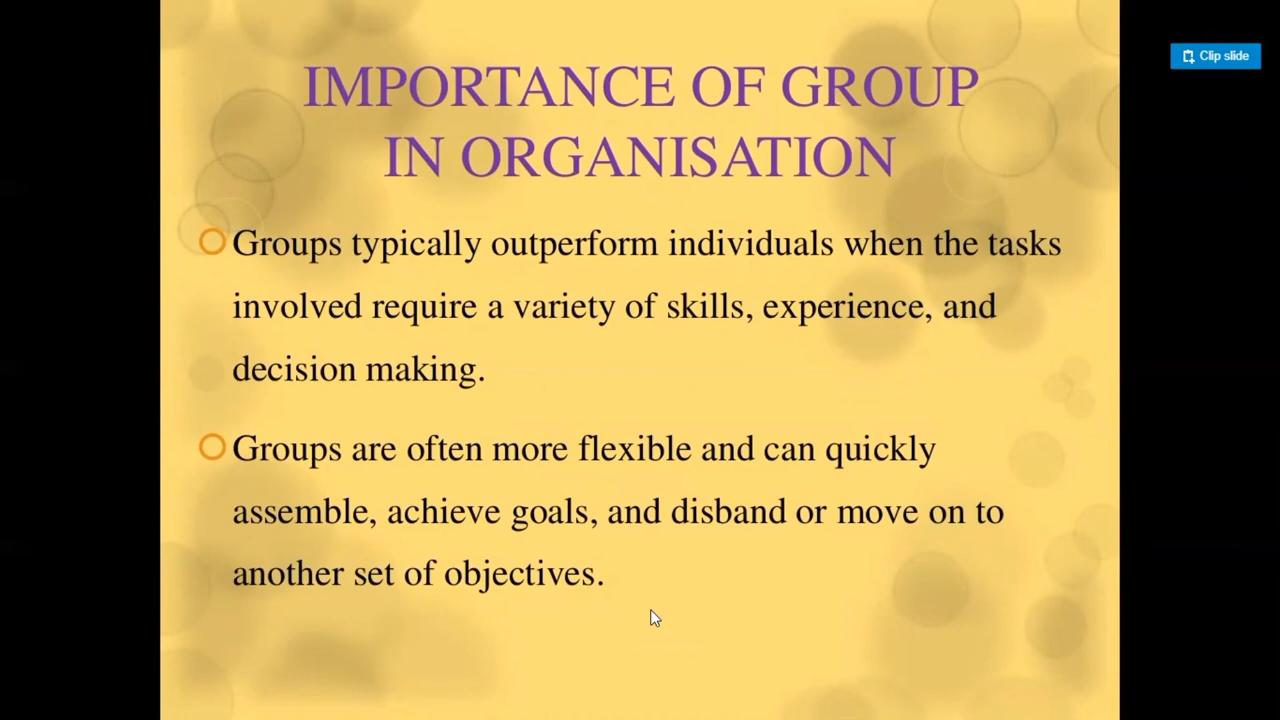 Clip slide
IMPORTANCE OF GROUP
IN ORGANISATION
Groups typically outperform individuals when the tasks
involved require a variety of skills, experience, and
decision making.
Groups are often more flexible and can quickly
assemble, achieve goals, and disband or move on to
another set of objectives.